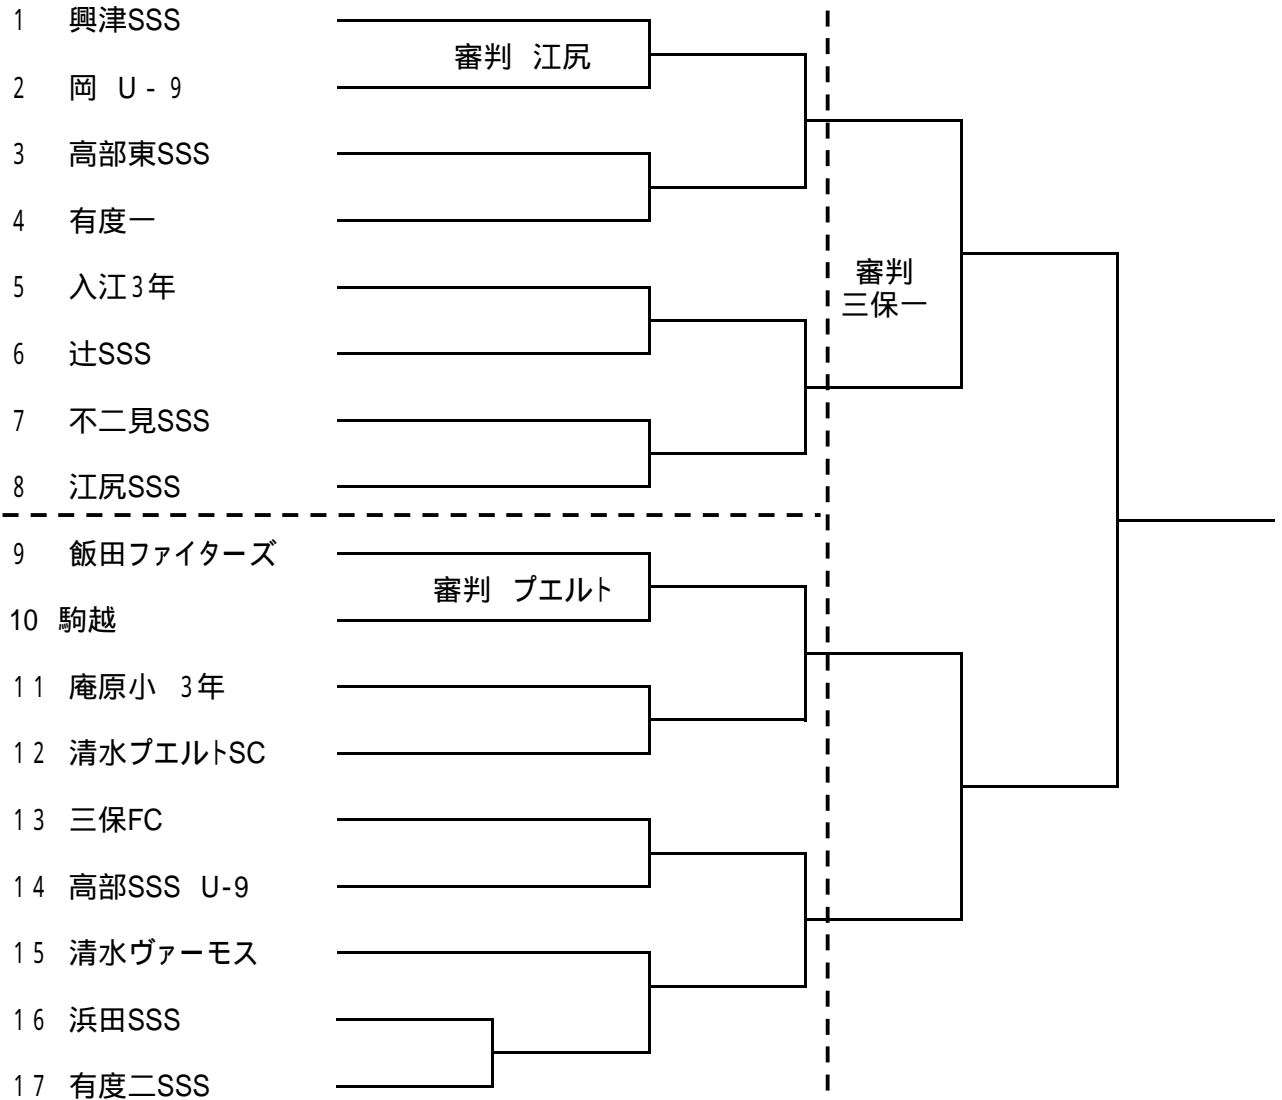 1 興津SSS
審判 江尻
2 岡 U - 9
3 高部東SSS
4 有度一
5 入江3年
審判
三保一
6 辻SSS
7 不二見SSS
8 江尻SSS
9 飯田ファイターズ
審判 プエルト
10 駒越
11 庵原小 3年
12 清水プエルトSC
13 三保FC
14 高部SSS U-9
15 清水ヴァーモス
16 浜田SSS
17 有度二SSS